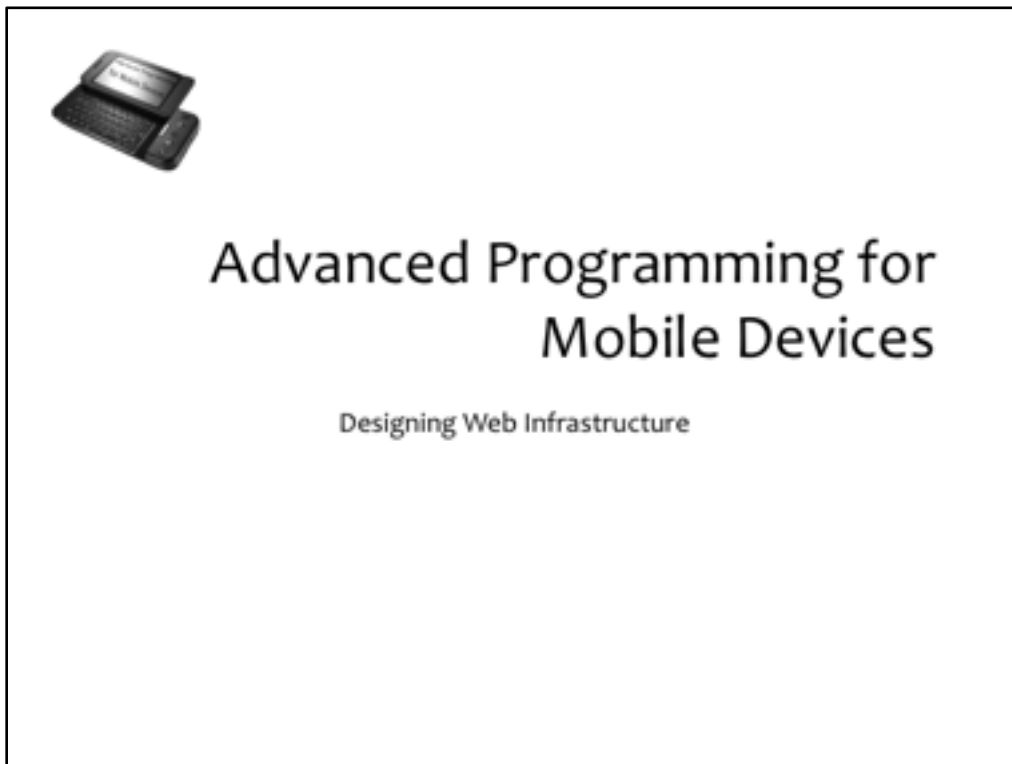 Advanced Programming for
Mobile Devices
Designing Web Infrastructure